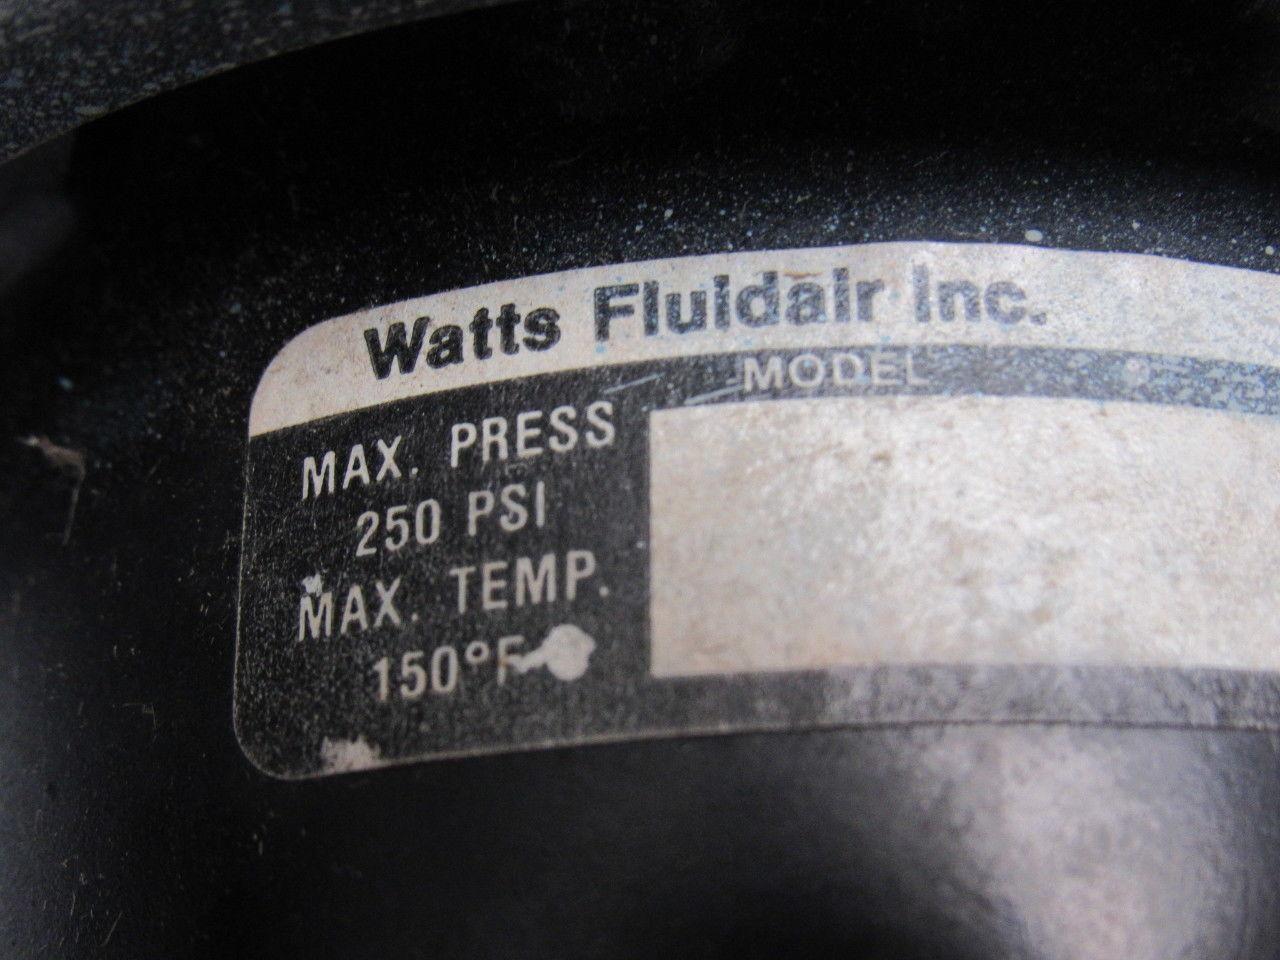 Watts Fluidair Inc.
MODEL
MAX. PRESS
250 PSI
MAX. TEMP.
150°F